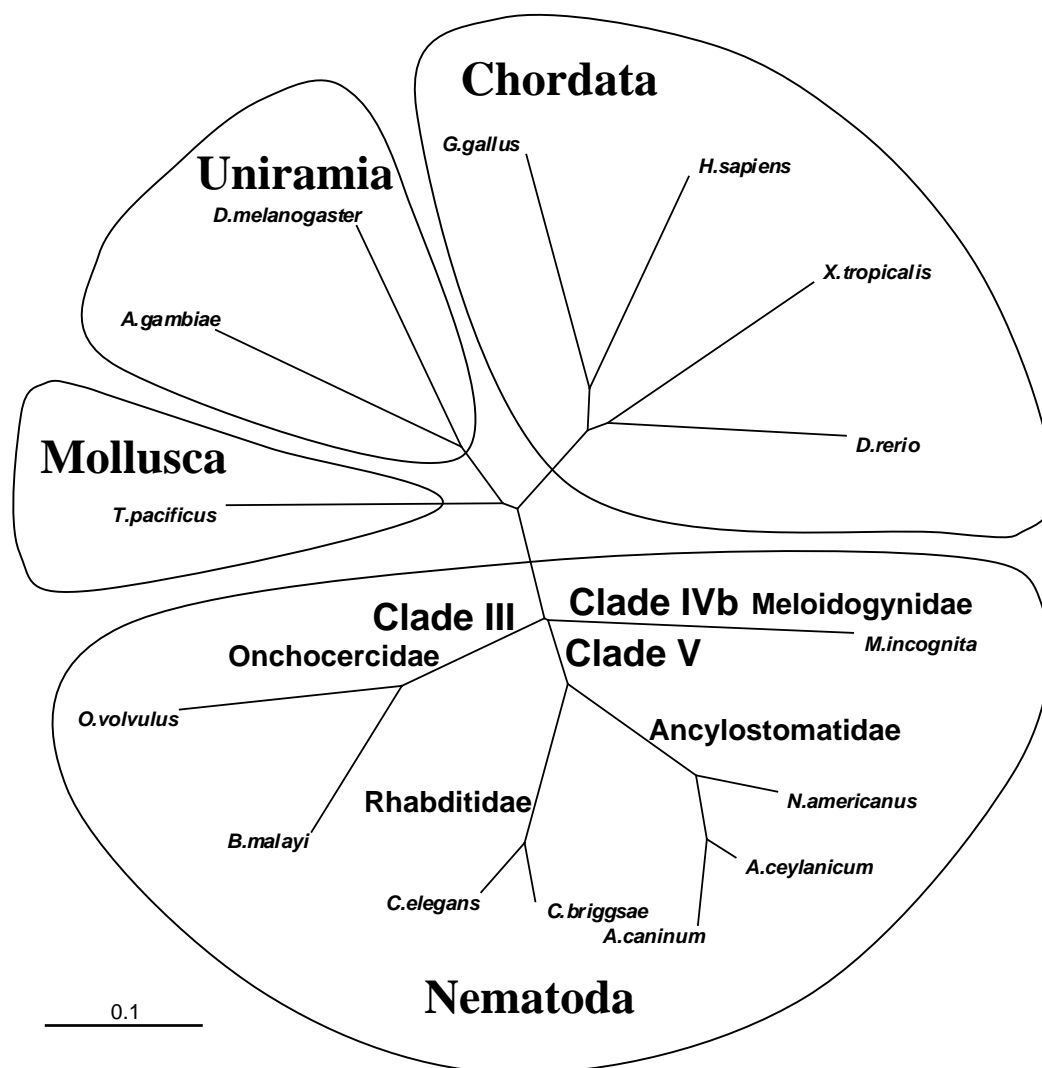 Chordata
G.gallus
H.sapiens
Uniramia
D.melanogaster
X.tropicalis
A.gambiae
D.rerio
Mollusca
T.pacificus
Clade III
Clade IVb Meloidogynidae
M.incognita
Onchocercidae
Clade V
O.volvulus
Ancylostomatidae
Rhabditidae
N.americanus
B.malayi
A.ceylanicum
C.elegans
C.briggsae
A.caninum
Nematoda
0.1